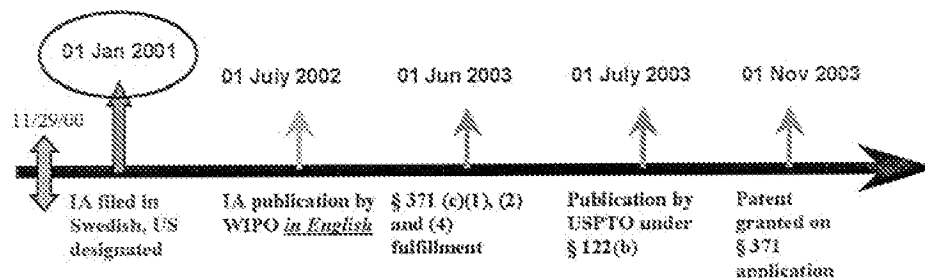 01 Jan 2001
01 July 2002
01 Jun 2003
01 July 2003
01 Nov 2003
11/29/00
IA filed in
Swedish, US
designated
IA publication by
WIPO in English
§ 371 (c)(1), (2)
and (4)
fulfillment
Publication by
USPTO under
§ 122(b)
Patent
granted on
§ 371
application